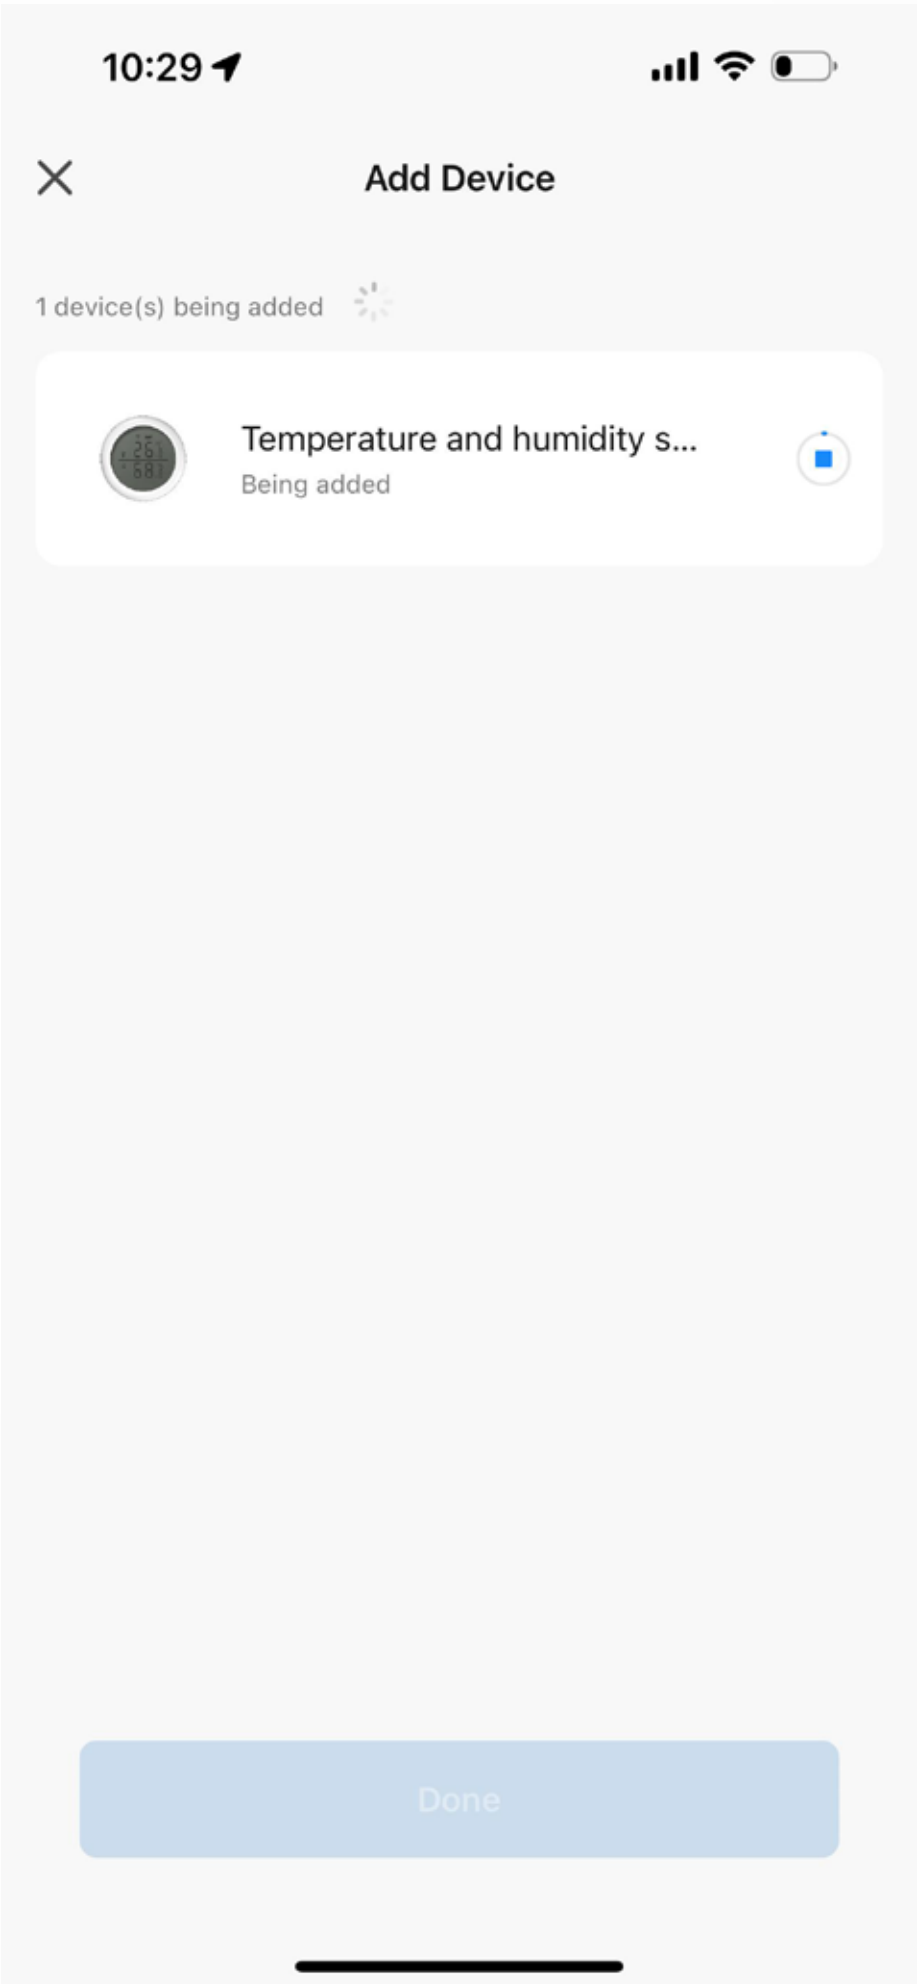 10:29
Add Device
1 device(s) being added
Temperature and humidity s...
Being added
Done